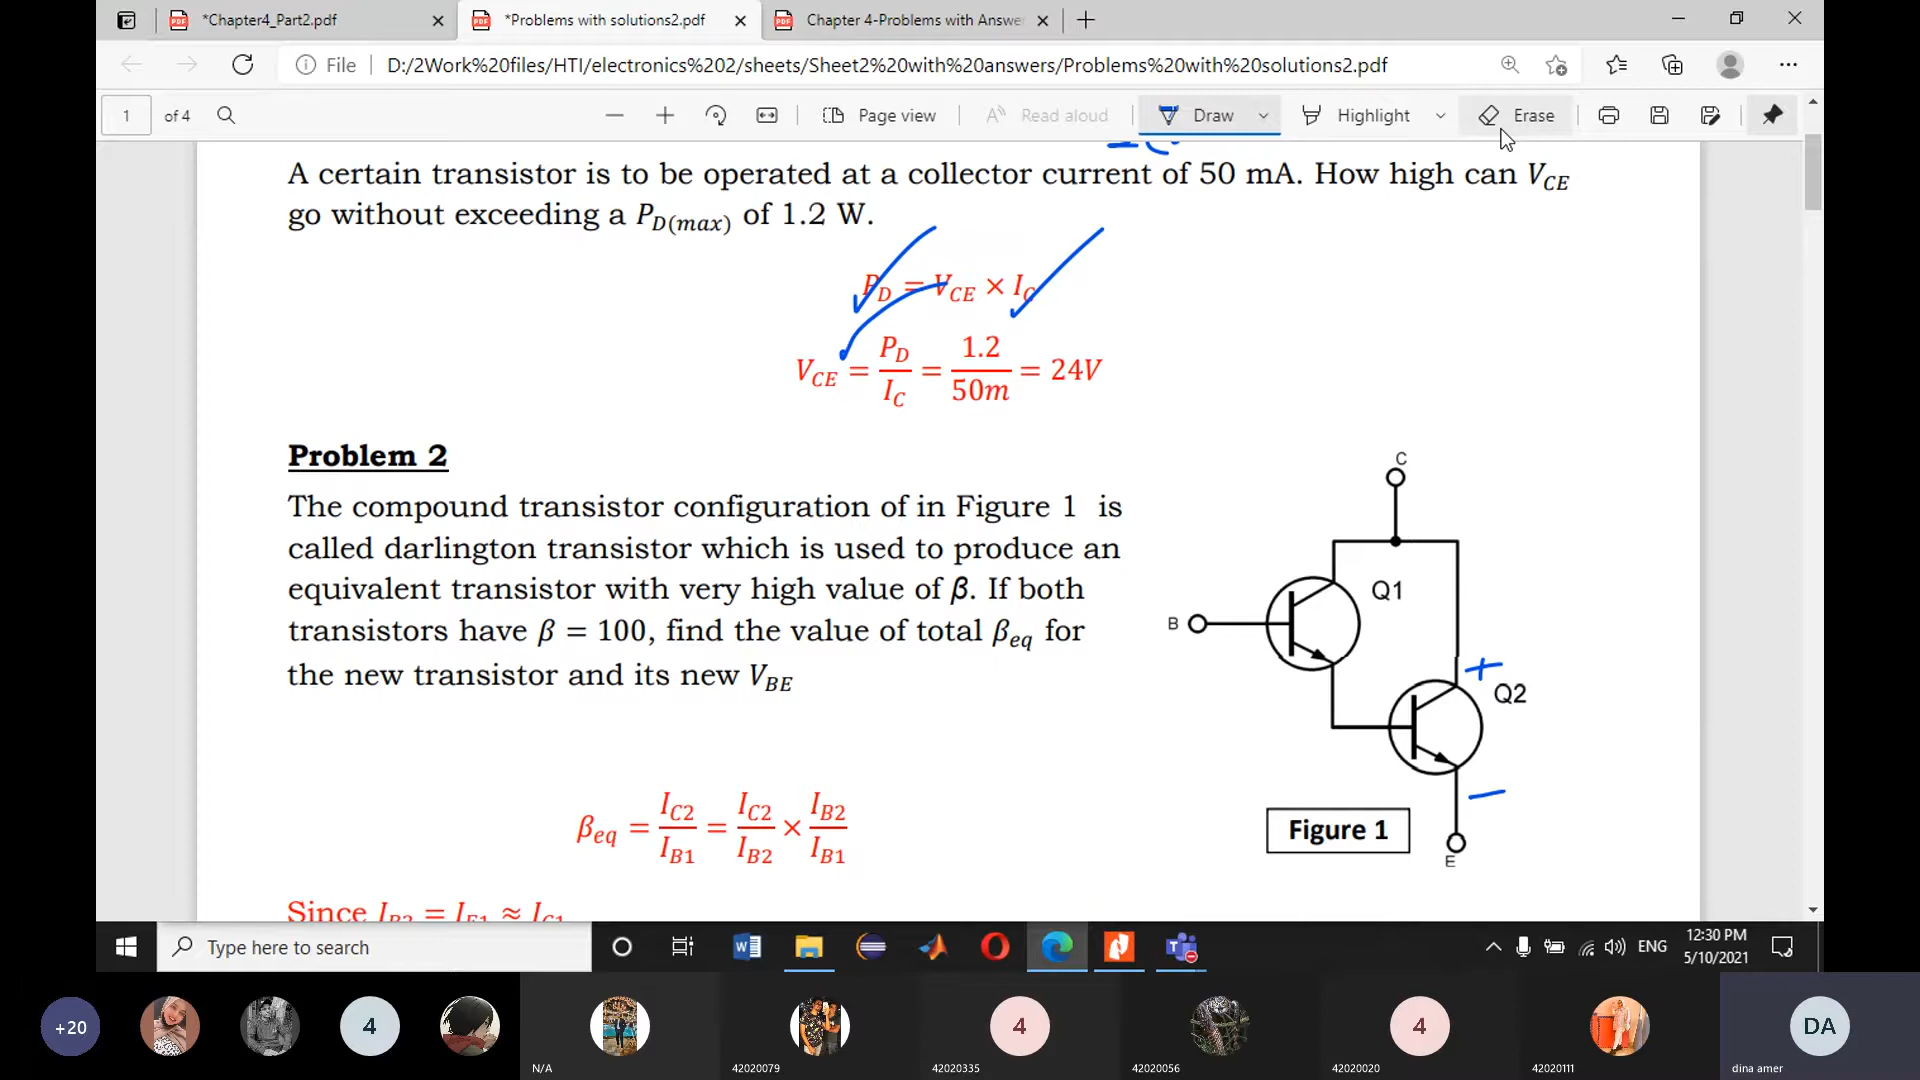 *Chapter4_Part2.pdf
*Problems with solutions2.pdf
Chapter 4-Problems with Answe
File
D:/2Work%20files/HTI/electronics%202/sheets/Sheet2%20with%20answers/Problems%20with%20solutions2.pdf
1 of 4
Page view
Read aloud
Draw
Highlight
Erase
A certain transistor is to be operated at a collector current of 50 mA. How high can V_CE
go without exceeding a P_D(max) of 1.2 W.
P_D = V_CE × I_C
V_CE = P_D / I_C = 1.2 / 50m = 24V
Problem 2
The compound transistor configuration of in Figure 1 is
called darlington transistor which is used to produce an
equivalent transistor with very high value of β. If both
transistors have β = 100, find the value of total β_eq for
the new transistor and its new V_BE
C
Q1
B
+
Q2
−
Figure 1
E
β_eq = I_C2 / I_B1 = I_C2 / I_B2 × I_B2 / I_B1
Since I_B2 = I_E1 ≈ I_C1
Type here to search
ENG
12:30 PM
5/10/2021
+20
4
N/A
42020079
4
42020335
42020056
4
42020020
42020111
DA
dina amer